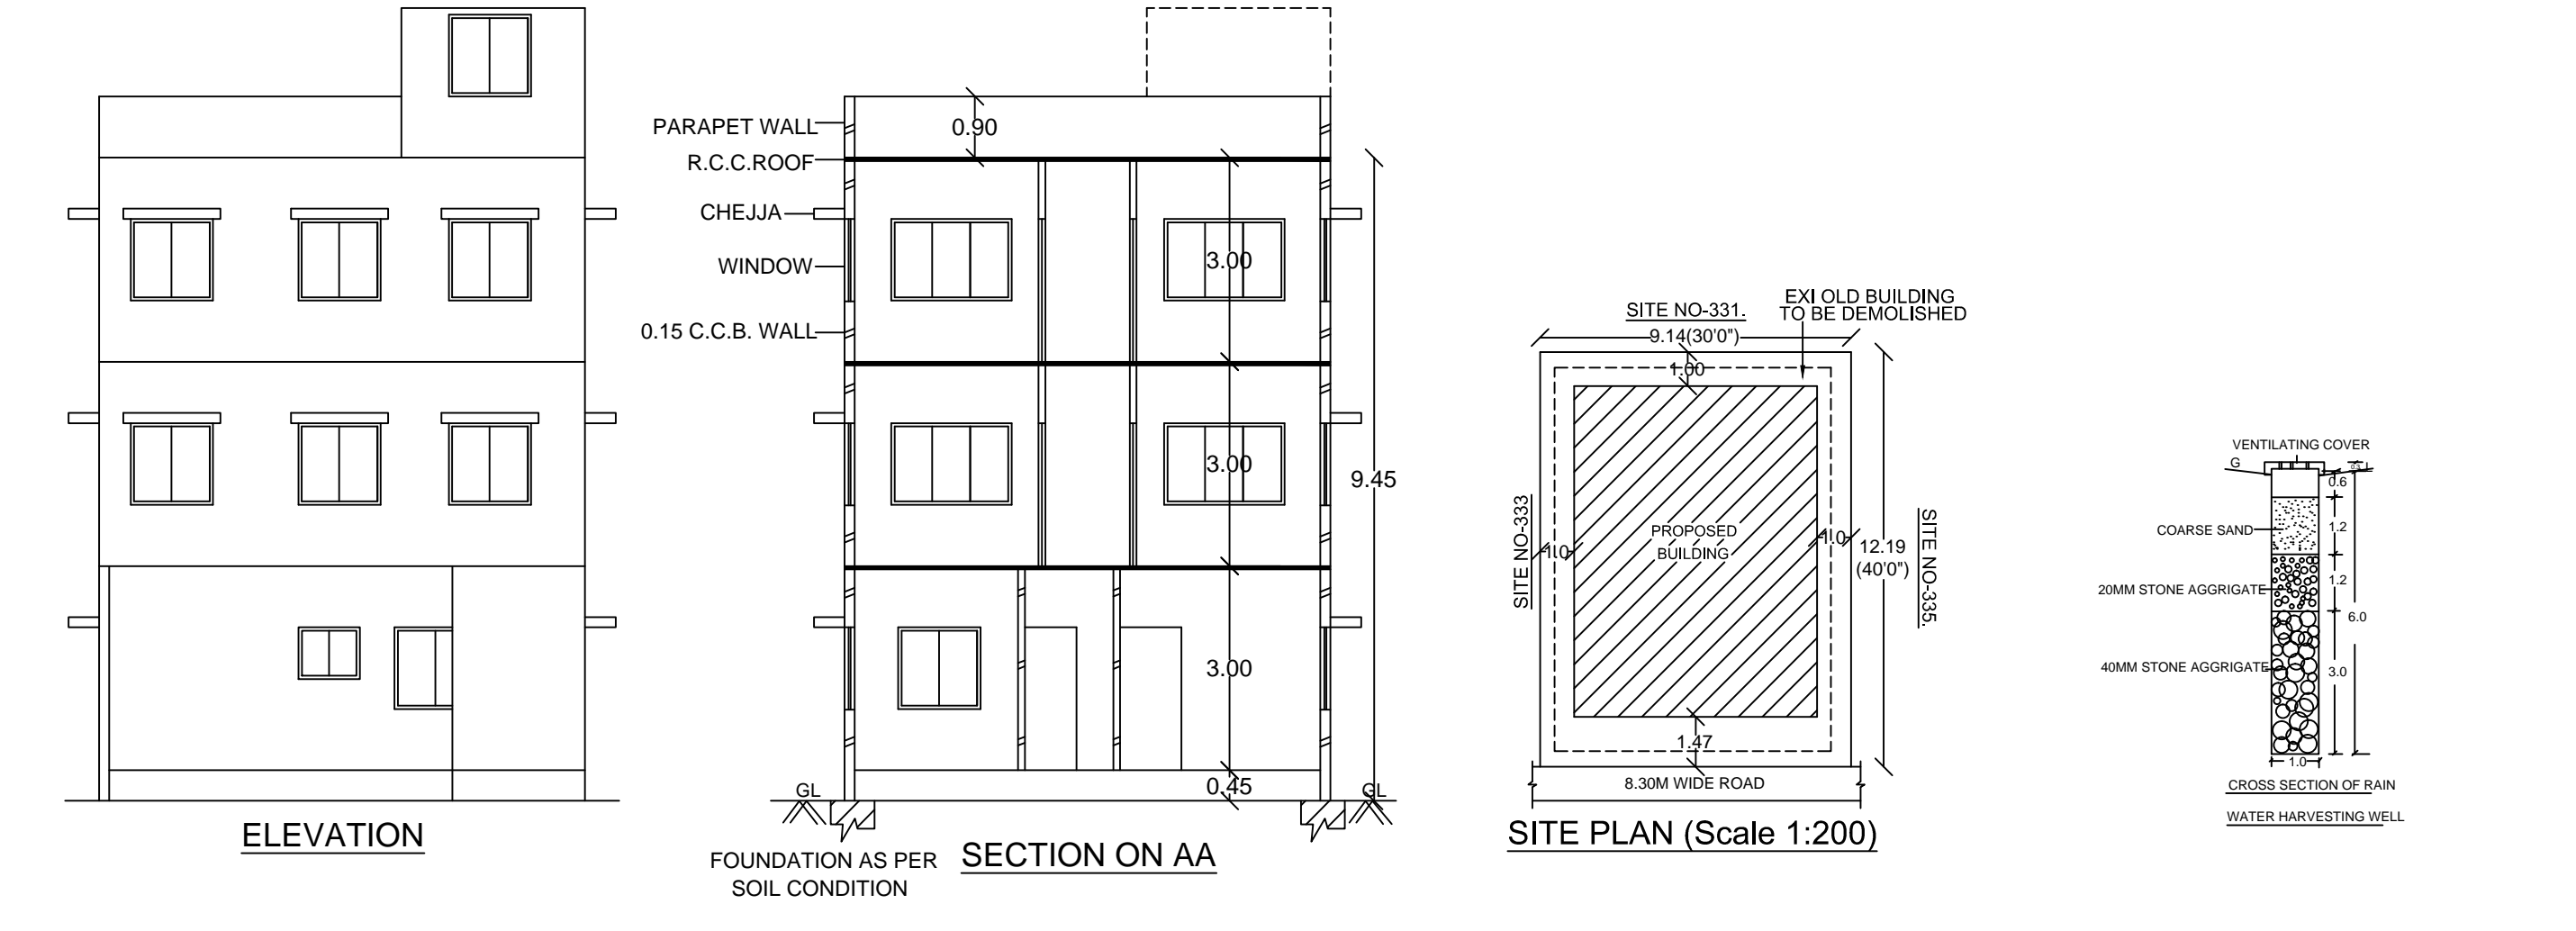 PARAPET WALL
R.C.C.ROOF
CHEJJA
WINDOW
0.15 C.C.B. WALL
0.90
3.00
3.00
3.00
0.45
9.45
GL
GL
ELEVATION
FOUNDATION AS PER
SOIL CONDITION
SECTION ON AA
SITE NO-331.
EXI OLD BUILDING
TO BE DEMOLISHED
9.14(30'0")
1.00
SITE NO-333
1.0
PROPOSED
BUILDING
1.0
12.19
(40'0")
SITE NO-335.
1.47
8.30M WIDE ROAD
SITE PLAN (Scale 1:200)
VENTILATING COVER
G
0.6
COARSE SAND
1.2
20MM STONE AGGRIGATE
1.2
6.0
40MM STONE AGGRIGATE
3.0
1.0
CROSS SECTION OF RAIN
WATER HARVESTING WELL